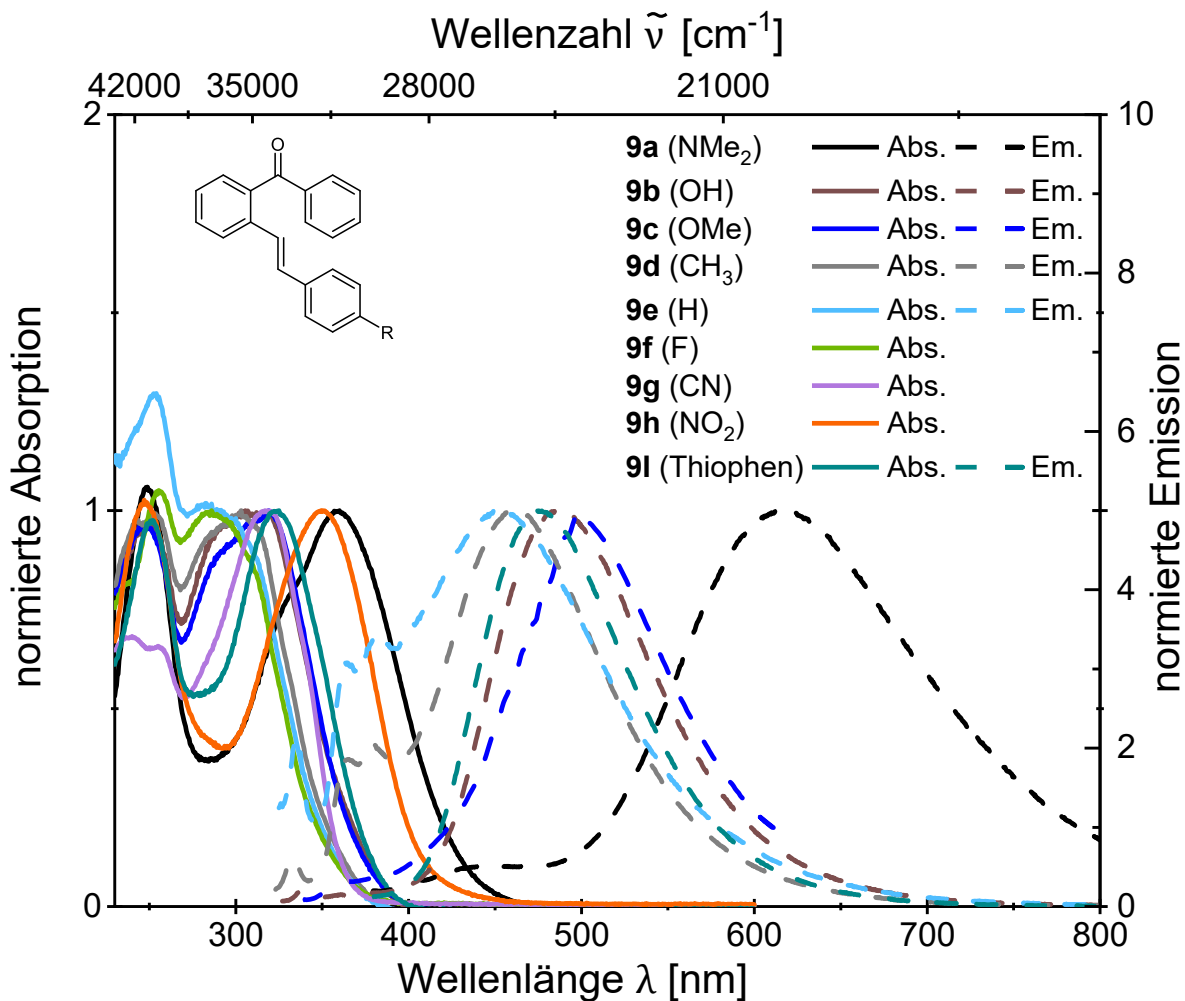 Wellenzahl ν̃ [cm⁻¹]
42000 35000 28000 21000
2 10
9a (NMe₂) Abs. Em.
9b (OH) Abs. Em.
9c (OMe) Abs. Em.
9d (CH₃) Abs. Em.
9e (H) Abs. Em.
9f (F) Abs.
9g (CN) Abs.
9h (NO₂) Abs.
9l (Thiophen) Abs. Em.
O
R
normierte Absorption
normierte Emission
8
6
1
4
2
0 0
300 400 500 600 700 800
Wellenlänge λ [nm]